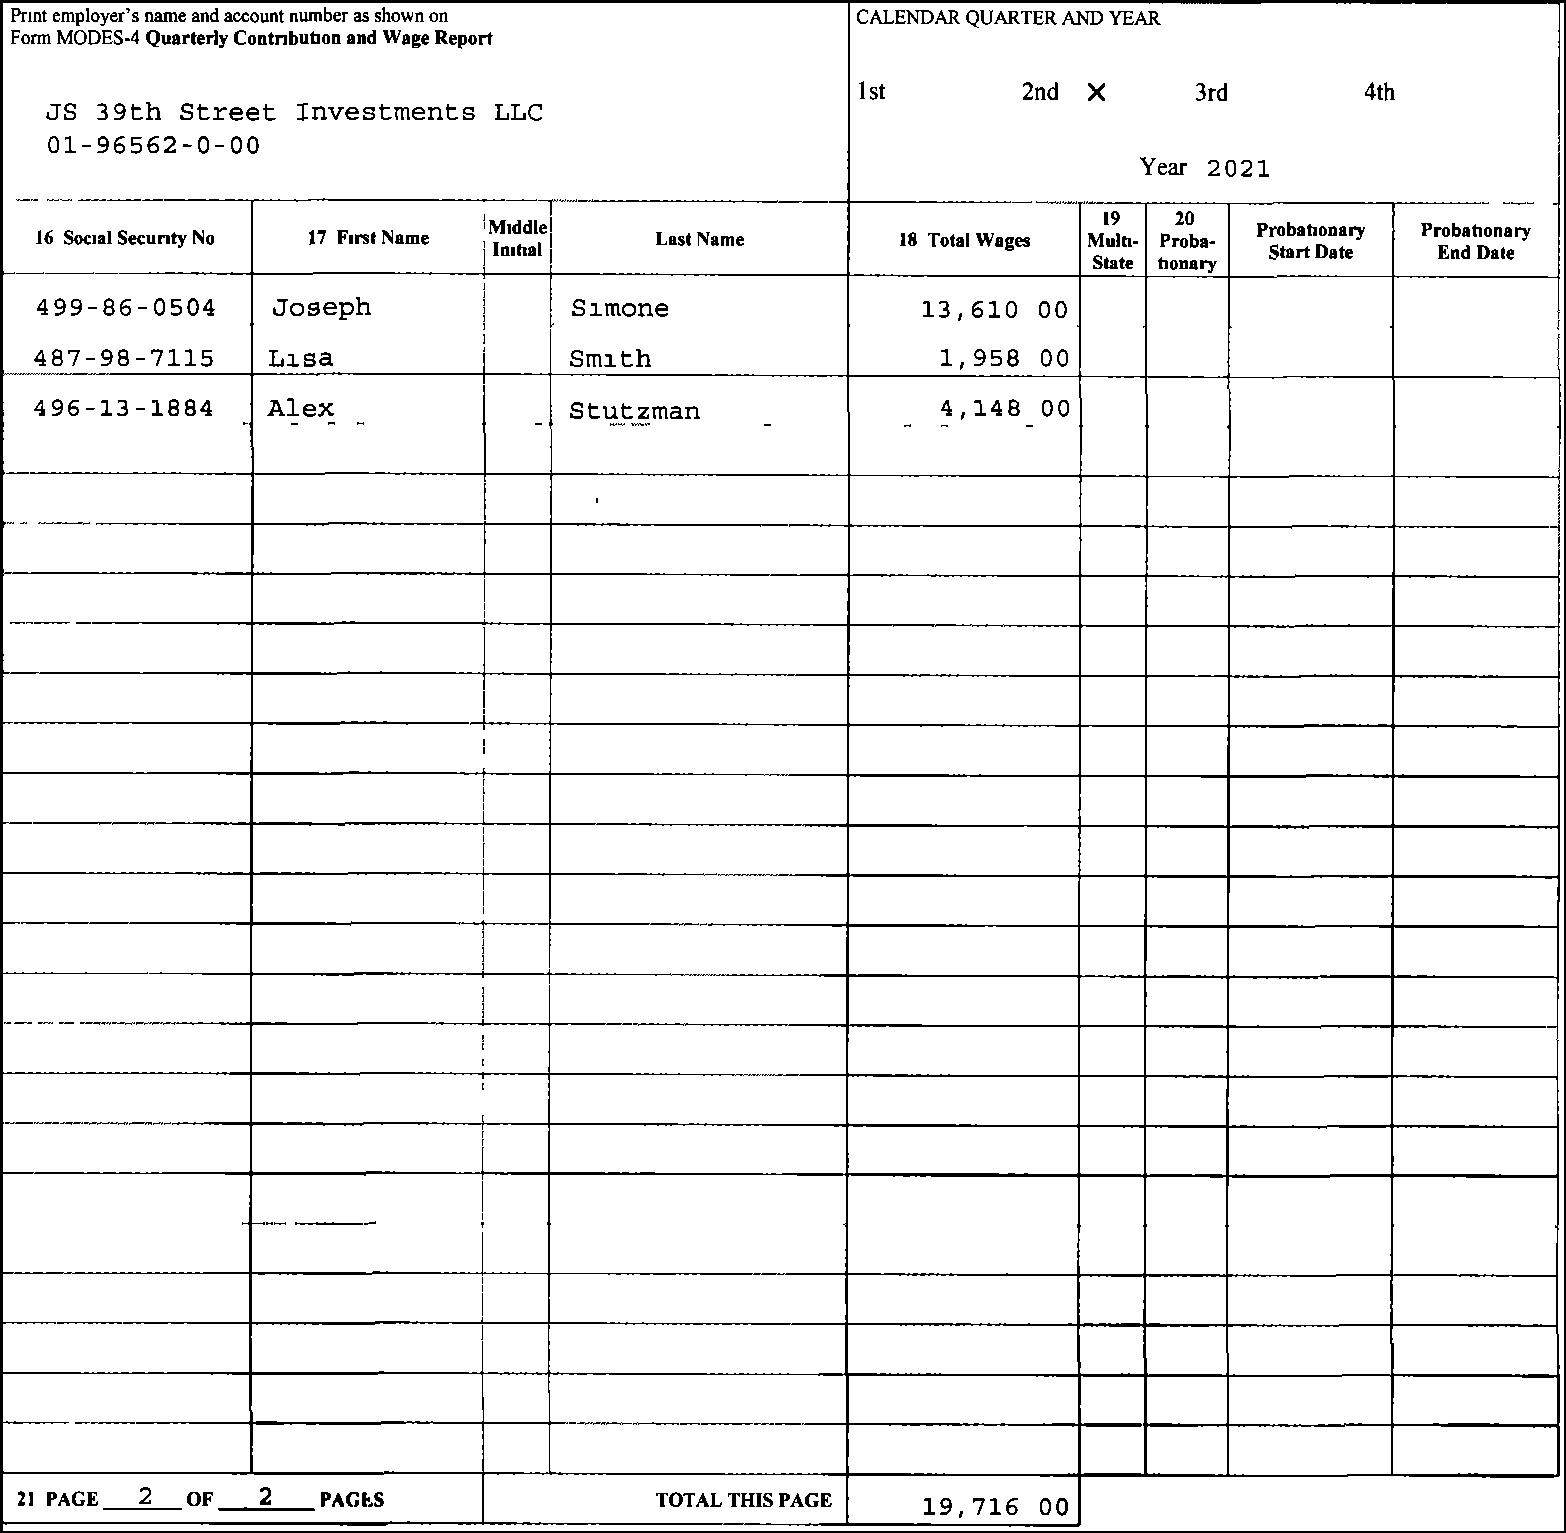 Print employer's name and account number as shown on
Form MODES-4 Quarterly Contribution and Wage Report
JS 39th Street Investments LLC
01-96562-0-00
CALENDAR QUARTER AND YEAR
1st 2nd X 3rd 4th
Year 2021
16 Social Security No 17 First Name Middle Initial Last Name 18 Total Wages 19 Multi-State 20 Proba-tionary Probationary Start Date Probationary End Date
499-86-0504 Joseph Simone 13,610 00
487-98-7115 Lisa Smith 1,958 00
496-13-1884 Alex Stutzman 4,148 00
21 PAGE 2 OF 2 PAGES TOTAL THIS PAGE 19,716 00